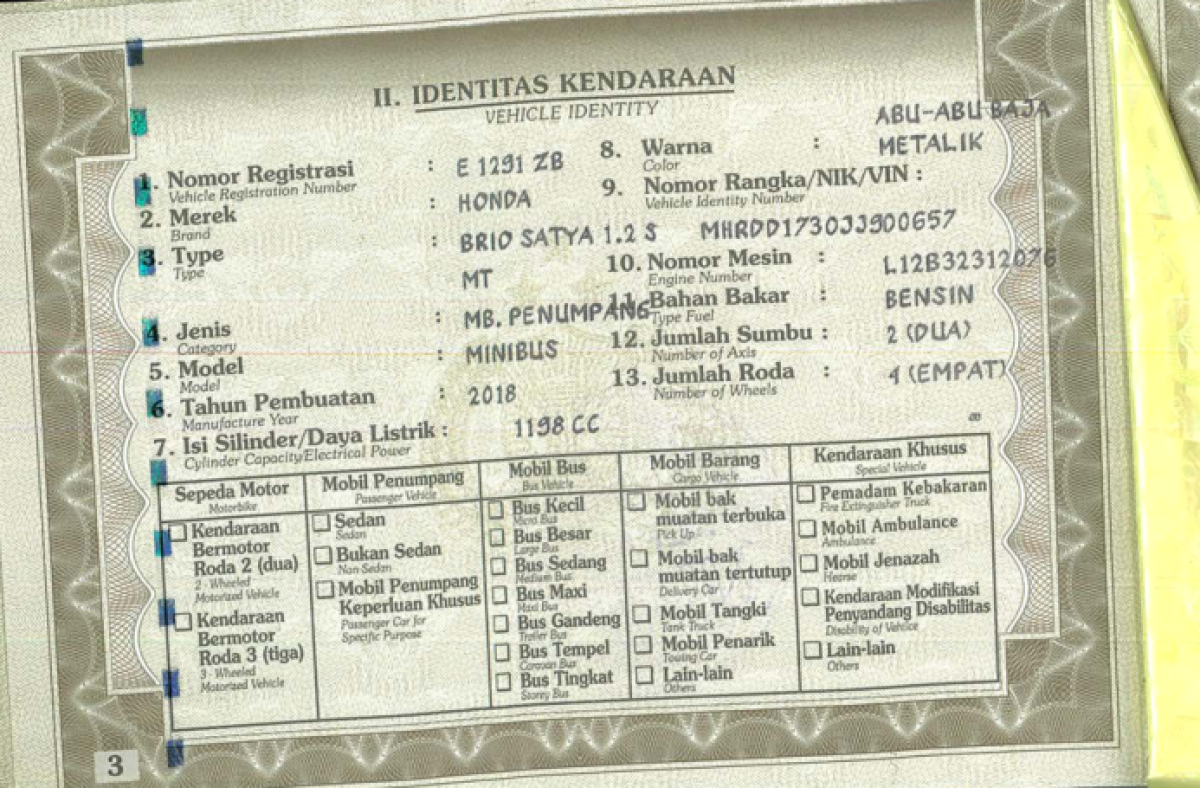 II. IDENTITAS KENDARAAN
VEHICLE IDENTITY
1. Nomor Registrasi : E 1291 ZB
Vehicle Registration Number
2. Merek : HONDA
Brand
3. Type : BRIO SATYA 1.2 S
Type
MT
4. Jenis : MB. PENUMPANG
Category
5. Model : MINIBUS
Model
6. Tahun Pembuatan : 2018
Manufacture Year
7. Isi Silinder/Daya Listrik : 1198 CC
Cylinder Capacity/Electrical Power
8. Warna : ABU-ABU BAJA
Color
METALIK
9. Nomor Rangka/NIK/VIN :
Vehicle Identity Number
MHRDD1730JJ900657
10. Nomor Mesin : L12B32312076
Engine Number
11. Bahan Bakar : BENSIN
Type Fuel
12. Jumlah Sumbu : 2 (DUA)
Number of Axis
13. Jumlah Roda : 4 (EMPAT)
Number of Wheels
Sepeda Motor
Motorbike
Kendaraan
Bermotor
Roda 2 (dua)
2 - Wheeled
Motorized Vehicle
Kendaraan
Bermotor
Roda 3 (tiga)
3 - Wheeled
Motorized Vehicle
Mobil Penumpang
Passenger Vehicle
Sedan
Sedan
Bukan Sedan
Non Sedan
Mobil Penumpang
Keperluan Khusus
Passenger Car for
Specific Purpose
Mobil Bus
Bus Vehicle
Bus Kecil
Micro Bus
Bus Besar
Large Bus
Bus Sedang
Medium Bus
Bus Maxi
Maxi Bus
Bus Gandeng
Trailer Bus
Bus Tempel
Caravan Bus
Bus Tingkat
Storey Bus
Mobil Barang
Cargo Vehicle
Mobil bak
muatan terbuka
Pick Up
Mobil bak
muatan tertutup
Delivery Car
Mobil Tangki
Tank Truck
Mobil Penarik
Towing Car
Lain-lain
Others
Kendaraan Khusus
Special Vehicle
Pemadam Kebakaran
Fire Extinguisher Truck
Mobil Ambulance
Ambulance
Mobil Jenazah
Hearse
Kendaraan Modifikasi
Penyandang Disabilitas
Disability of Vehicle
Lain-lain
Others
3